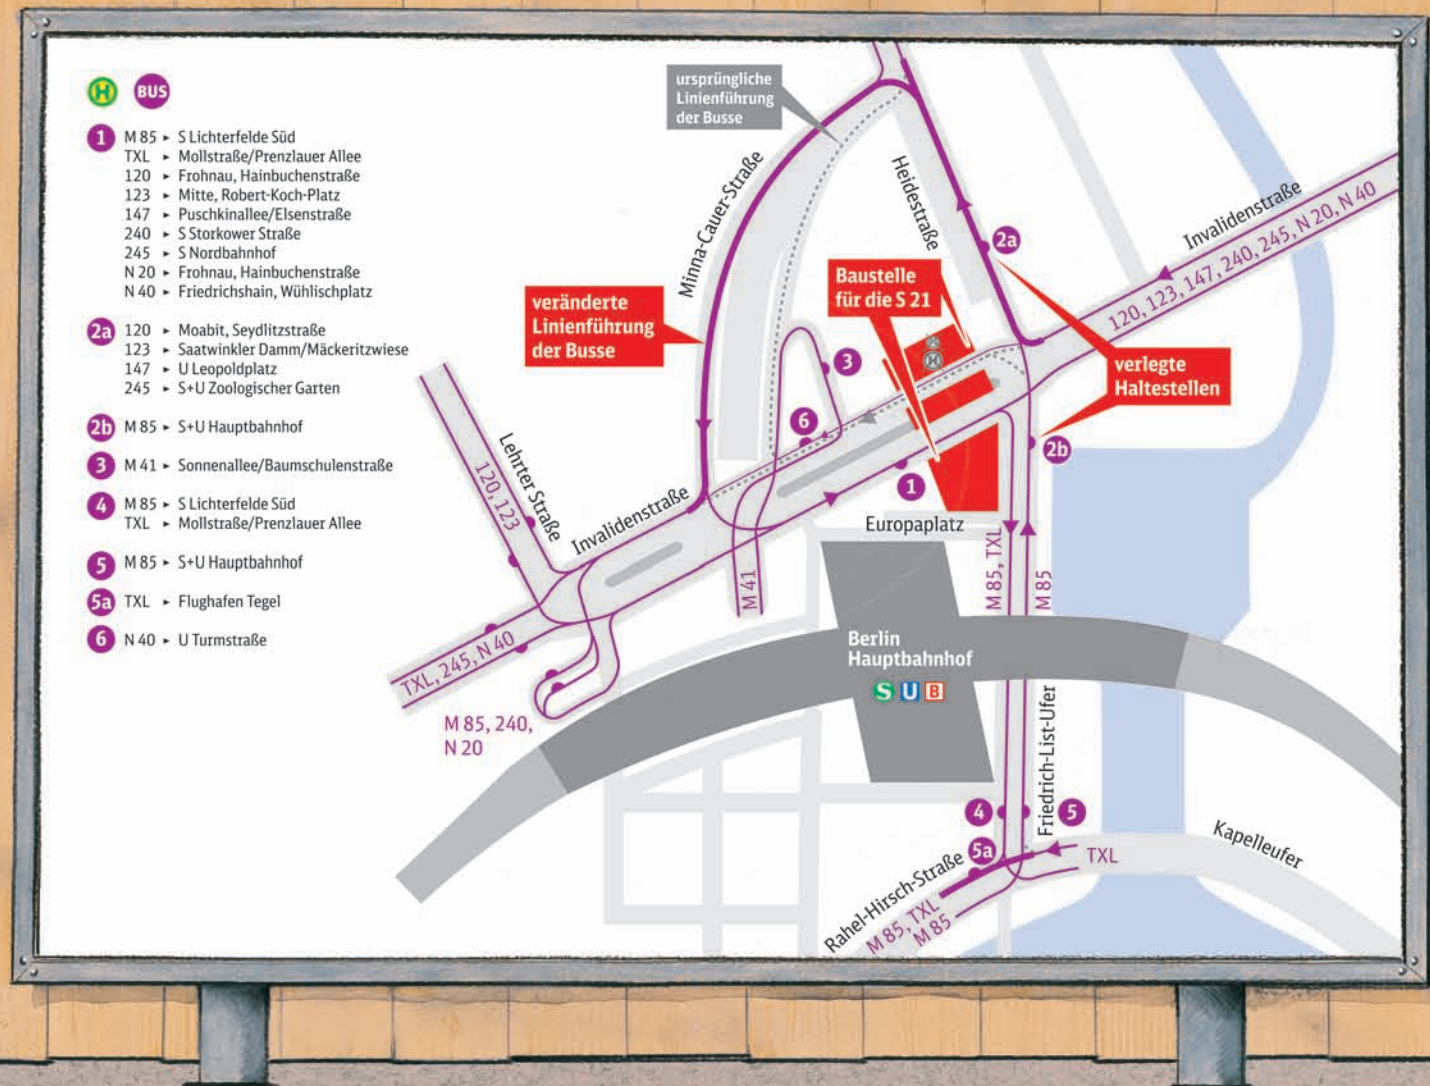 H BUS
1 M 85 ▸ S Lichterfelde Süd
TXL ▸ Mollstraße/Prenzlauer Allee
120 ▸ Frohnau, Hainbuchenstraße
123 ▸ Mitte, Robert-Koch-Platz
147 ▸ Puschkinallee/Elsenstraße
240 ▸ S Storkower Straße
245 ▸ S Nordbahnhof
N 20 ▸ Frohnau, Hainbuchenstraße
N 40 ▸ Friedrichshain, Wühlischplatz
2a 120 ▸ Moabit, Seydlitzstraße
123 ▸ Saatwinkler Damm/Mäckeritzwiese
147 ▸ U Leopoldplatz
245 ▸ S+U Zoologischer Garten
2b M 85 ▸ S+U Hauptbahnhof
3 M 41 ▸ Sonnenallee/Baumschulenstraße
4 M 85 ▸ S Lichterfelde Süd
TXL ▸ Mollstraße/Prenzlauer Allee
5 M 85 ▸ S+U Hauptbahnhof
5a TXL ▸ Flughafen Tegel
6 N 40 ▸ U Turmstraße
ursprüngliche
Linienführung
der Busse
Minna-Cauer-Straße
Heidestraße
Invalidenstraße
120, 123, 147, 240, 245, N 20, N 40
2a
Baustelle
für die S 21
veränderte
Linienführung
der Busse
H
H
3
verlegte
Haltestellen
6
2b
1
Lehrter Straße
120, 123
Invalidenstraße
Europaplatz
M 41
M 85, TXL
M 85
TXL, 245, N 40
M 85, 240,
N 20
Berlin
Hauptbahnhof
S U B
Friedrich-List-Ufer
4
5
5a
TXL
Kapelleufer
Rahel-Hirsch-Straße
M 85, TXL
M 85